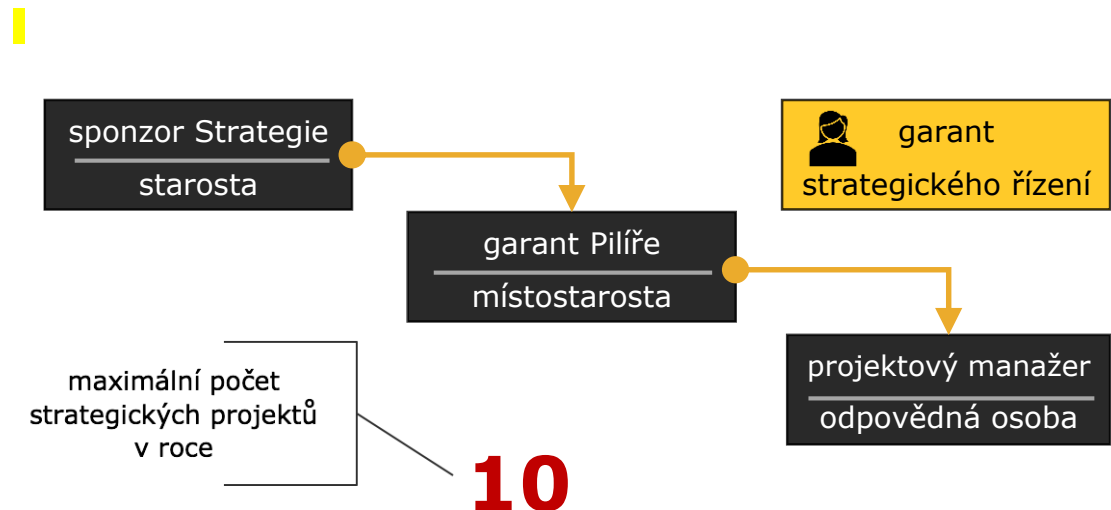 sponzor Strategie
starosta
garant
strategického řízení
garant Pilíře
místostarosta
projektový manažer
odpovědná osoba
maximální počet
strategických projektů
v roce
10